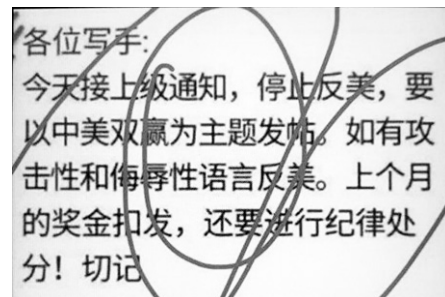 各位写手:
今天接上级通知，停止反美，要
以中美双赢为主题发帖。如有攻
击性和侮辱性语言反美。上个月
的奖金扣发，还要进行纪律处
分！切记